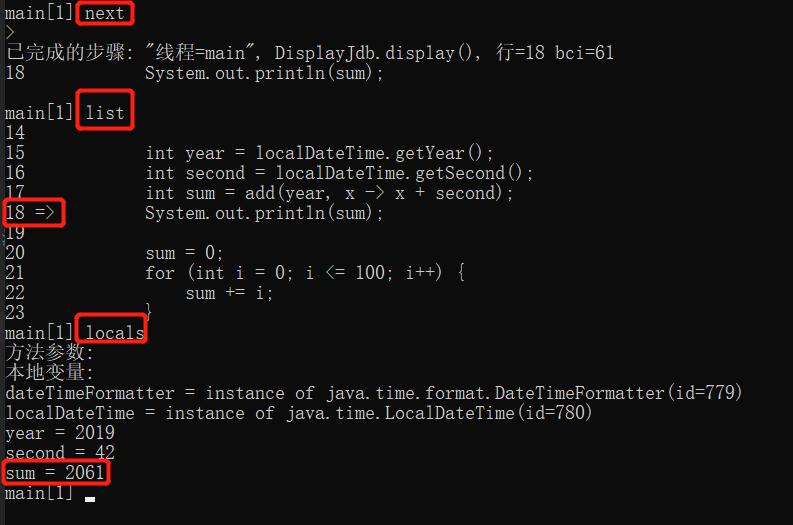 main[1] next
>
已完成的步骤: "线程=main", DisplayJdb.display(), 行=18 bci=61
18            System.out.println(sum);
main[1] list
14
15            int year = localDateTime.getYear();
16            int second = localDateTime.getSecond();
17            int sum = add(year, x -> x + second);
18 =>         System.out.println(sum);
19
20            sum = 0;
21            for (int i = 0; i <= 100; i++) {
22                sum += i;
23            }
main[1] locals
方法参数:
本地变量:
dateTimeFormatter = instance of java.time.format.DateTimeFormatter(id=779)
localDateTime = instance of java.time.LocalDateTime(id=780)
year = 2019
second = 42
sum = 2061
main[1]